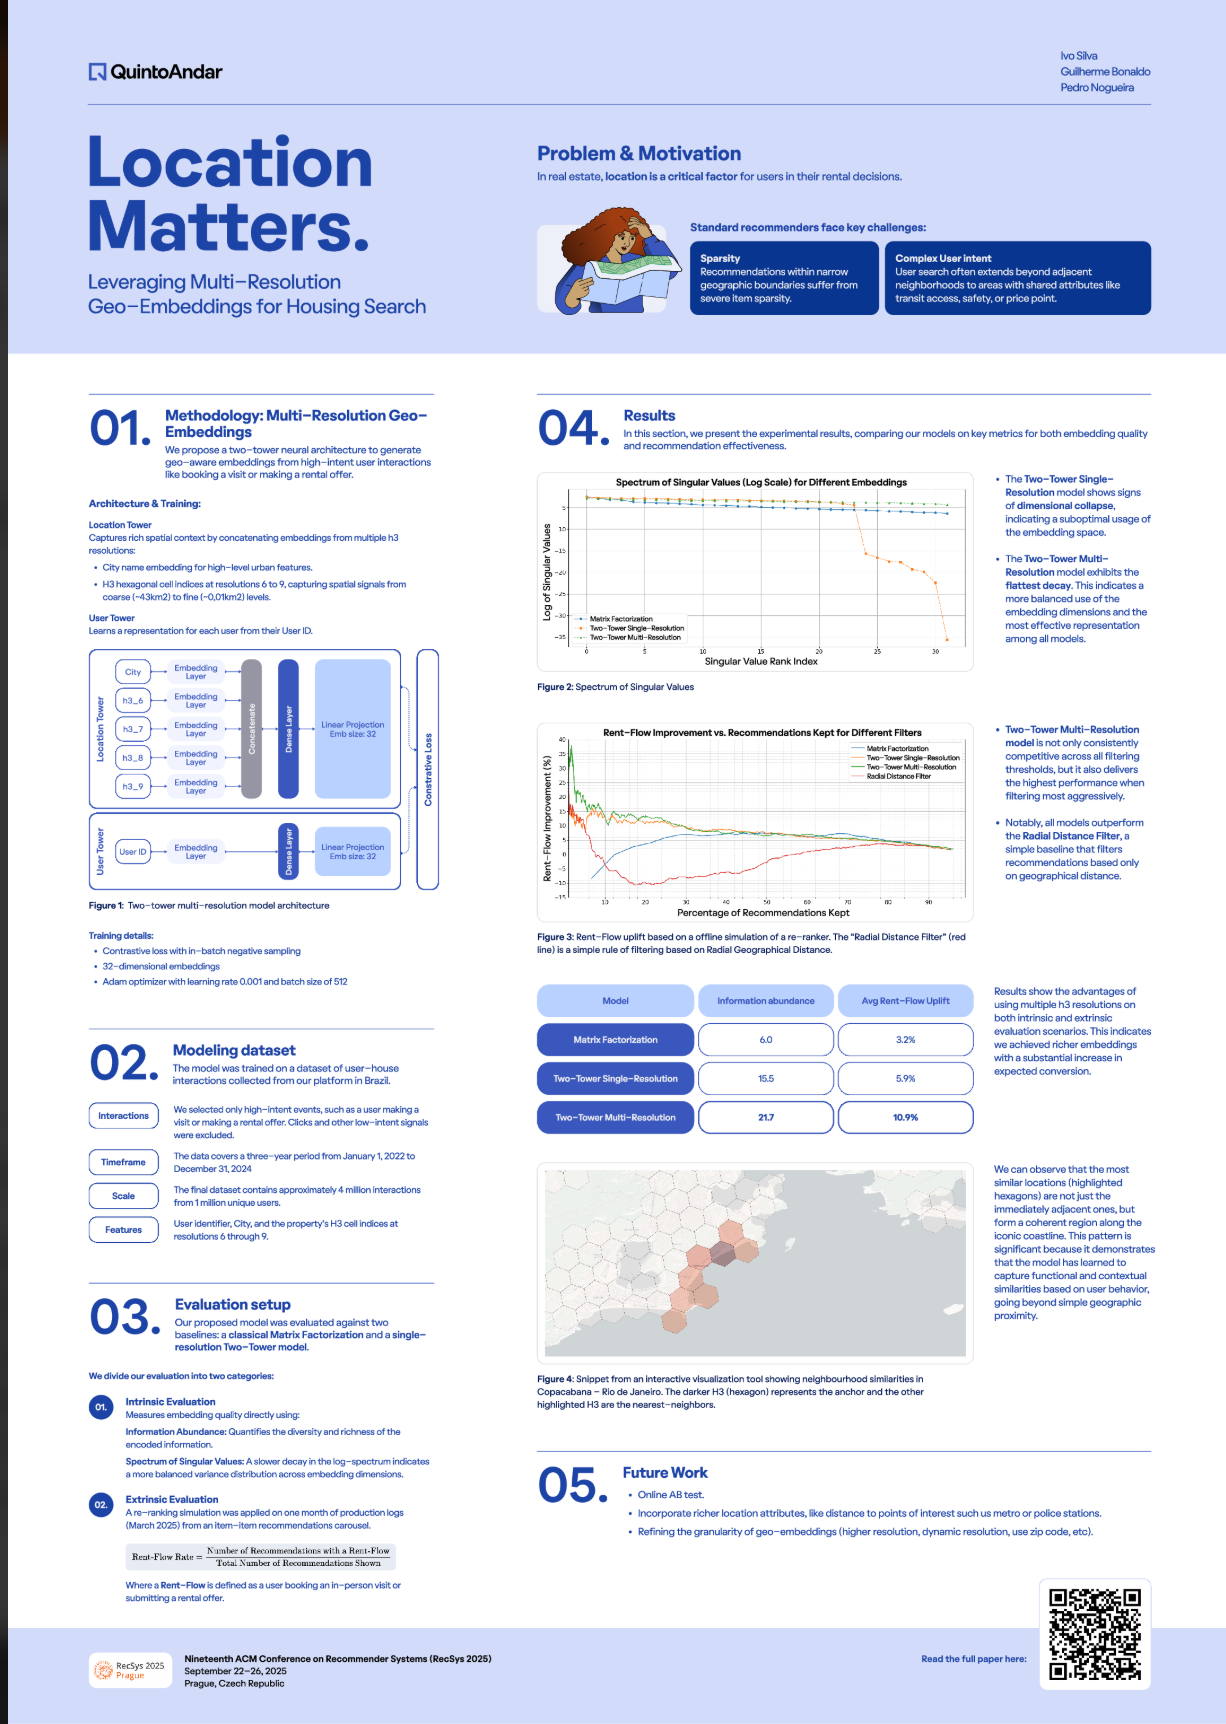 QuintoAndar
Ivo Silva
Guilherme Bonaldo
Pedro Nogueira
Location
Matters.
Leveraging Multi-Resolution
Geo-Embeddings for Housing Search
Problem & Motivation
In real estate, location is a critical factor for users in their rental decisions.
Standard recommenders face key challenges:
Sparsity
Recommendations within narrow
geographic boundaries suffer from
severe item sparsity.
Complex User intent
User search often extends beyond adjacent
neighborhoods to areas with shared attributes like
transit access, safety, or price point.
01.
Methodology: Multi-Resolution Geo-
Embeddings
We propose a two-tower neural architecture to generate
geo-aware embeddings from high-intent user interactions
like booking a visit or making a rental offer.
Architecture & Training:
Location Tower
Captures rich spatial context by concatenating embeddings from multiple h3
resolutions:
• City name embedding for high-level urban features.
• H3 hexagonal cell indices at resolutions 6 to 9, capturing spatial signals from
coarse (~43km2) to fine (~0,01km2) levels.
User Tower
Learns a representation for each user from their User ID.
Location Tower
City
Embedding
Layer
h3_6
Embedding
Layer
h3_7
Embedding
Layer
h3_8
Embedding
Layer
h3_9
Embedding
Layer
Concatenate
Dense Layer
Linear Projection
Emb size: 32
User Tower
User ID
Embedding
Layer
Dense Layer
Linear Projection
Emb size: 32
Constrative Loss
Figure 1: Two-tower multi-resolution model architecture
Training details:
• Contrastive loss with in-batch negative sampling
• 32-dimensional embeddings
• Adam optimizer with learning rate 0.001 and batch size of 512
02.
Modeling dataset
The model was trained on a dataset of user-house
interactions collected from our platform in Brazil.
Interactions
We selected only high-intent events, such as a user making a
visit or making a rental offer. Clicks and other low-intent signals
were excluded.
Timeframe
The data covers a three-year period from January 1, 2022 to
December 31, 2024
Scale
The final dataset contains approximately 4 million interactions
from 1 million unique users.
Features
User identifier, City, and the property's H3 cell indices at
resolutions 6 through 9.
03.
Evaluation setup
Our proposed model was evaluated against two
baselines: a classical Matrix Factorization and a single-
resolution Two-Tower model.
We divide our evaluation into two categories:
01.
Intrinsic Evaluation
Measures embedding quality directly using:
Information Abundance: Quantifies the diversity and richness of the
encoded information.
Spectrum of Singular Values: A slower decay in the log-spectrum indicates
a more balanced variance distribution across embedding dimensions.
02.
Extrinsic Evaluation
A re-ranking simulation was applied on one month of production logs
(March 2025) from an item-item recommendations carousel.
Rent-Flow Rate = Number of Recommendations with a Rent-Flow
Total Number of Recommendations Shown
Where a Rent-Flow is defined as a user booking an in-person visit or
submitting a rental offer.
04.
Results
In this section, we present the experimental results, comparing our models on key metrics for both embedding quality
and recommendation effectiveness.
Spectrum of Singular Values (Log Scale) for Different Embeddings
Log of Singular Values
5
10
-15
-20
-25
-30
-35
Matrix Factorization
Two-Tower Single-Resolution
Two-Tower Multi-Resolution
0
5
10
15
20
25
30
Singular Value Rank Index
Figure 2: Spectrum of Singular Values
• The Two-Tower Single-
Resolution model shows signs
of dimensional collapse,
indicating a suboptimal usage of
the embedding space.
• The Two-Tower Multi-
Resolution model exhibits the
flattest decay. This indicates a
more balanced use of the
embedding dimensions and the
most effective representation
among all models.
Rent-Flow Improvement vs. Recommendations Kept for Different Filters
Rent-Flow Improvement (%)
40
35
30
25
20
15
10
5
0
-5
-10
-15
Matrix Factorization
Two-Tower Single-Resolution
Two-Tower Multi-Resolution
Radial Distance Filter
10
20
30
40
50
60
70
80
90
Percentage of Recommendations Kept
Figure 3: Rent-Flow uplift based on a offline simulation of a re-ranker. The "Radial Distance Filter" (red
line) is a simple rule of filtering based on Radial Geographical Distance.
• Two-Tower Multi-Resolution
model is not only consistently
competitive across all filtering
thresholds, but it also delivers
the highest performance when
filtering most aggressively.
• Notably, all models outperform
the Radial Distance Filter, a
simple baseline that filters
recommendations based only
on geographical distance.
Model
Information abundance
Avg Rent-Flow Uplift
Matrix Factorization
6.0
3.2%
Two-Tower Single-Resolution
15.5
5.9%
Two-Tower Multi-Resolution
21.7
10.9%
Results show the advantages of
using multiple h3 resolutions on
both intrinsic and extrinsic
evaluation scenarios. This indicates
we achieved richer embeddings
with a substantial increase in
expected conversion.
Figure 4: Snippet from an interactive visualization tool showing neighbourhood similarities in
Copacabana - Rio de Janeiro. The darker H3 (hexagon) represents the anchor and the other
highlighted H3 are the nearest-neighbors.
We can observe that the most
similar locations (highlighted
hexagons) are not just the
immediately adjacent ones, but
form a coherent region along the
iconic coastline. This pattern is
significant because it demonstrates
that the model has learned to
capture functional and contextual
similarities based on user behavior,
going beyond simple geographic
proximity.
05.
Future Work
• Online AB test.
• Incorporate richer location attributes, like distance to points of interest such us metro or police stations.
• Refining the granularity of geo-embeddings (higher resolution, dynamic resolution, use zip code, etc).
RecSys 2025
Prague
Nineteenth ACM Conference on Recommender Systems (RecSys 2025)
September 22-26, 2025
Prague, Czech Republic
Read the full paper here: